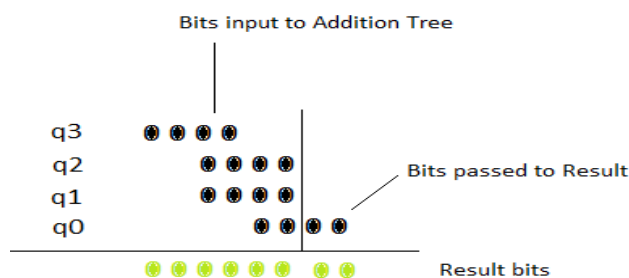 Bits input to Addition Tree
q3
q2
q1
Bits passed to Result
q0
Result bits